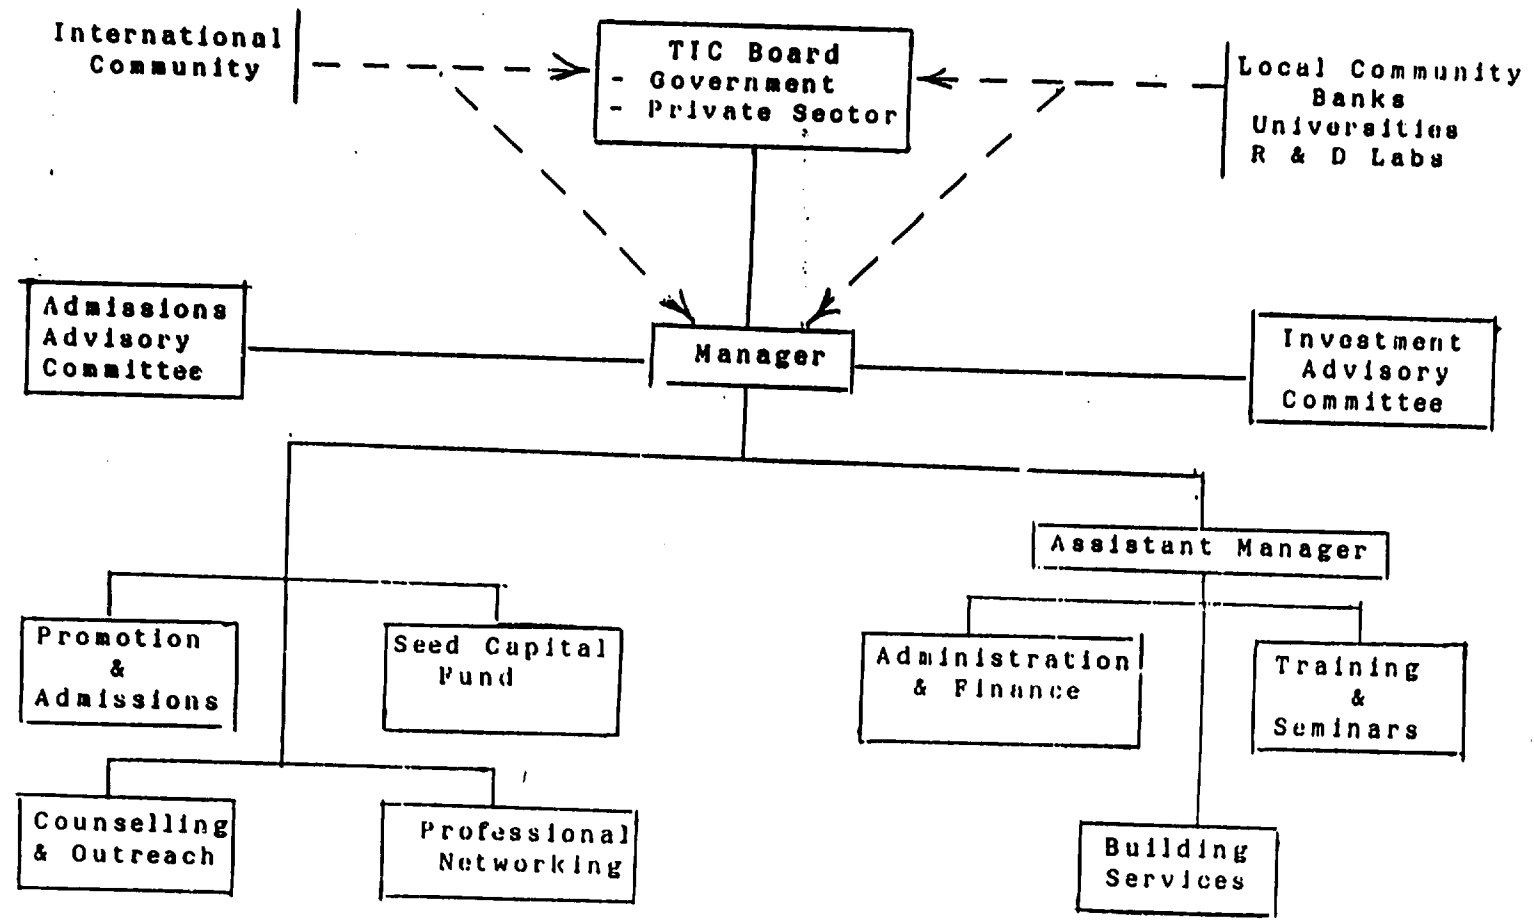 International
Community
TIC Board
- Government
- Private Sector
Local Community
Banks
Universities
R & D Labs
Admissions
Advisory
Committee
Manager
Investment
Advisory
Committee
Assistant Manager
Promotion
&
Admissions
Seed Capital
Fund
Administration
& Finance
Training
&
Seminars
Counselling
& Outreach
Professional
Networking
Building
Services